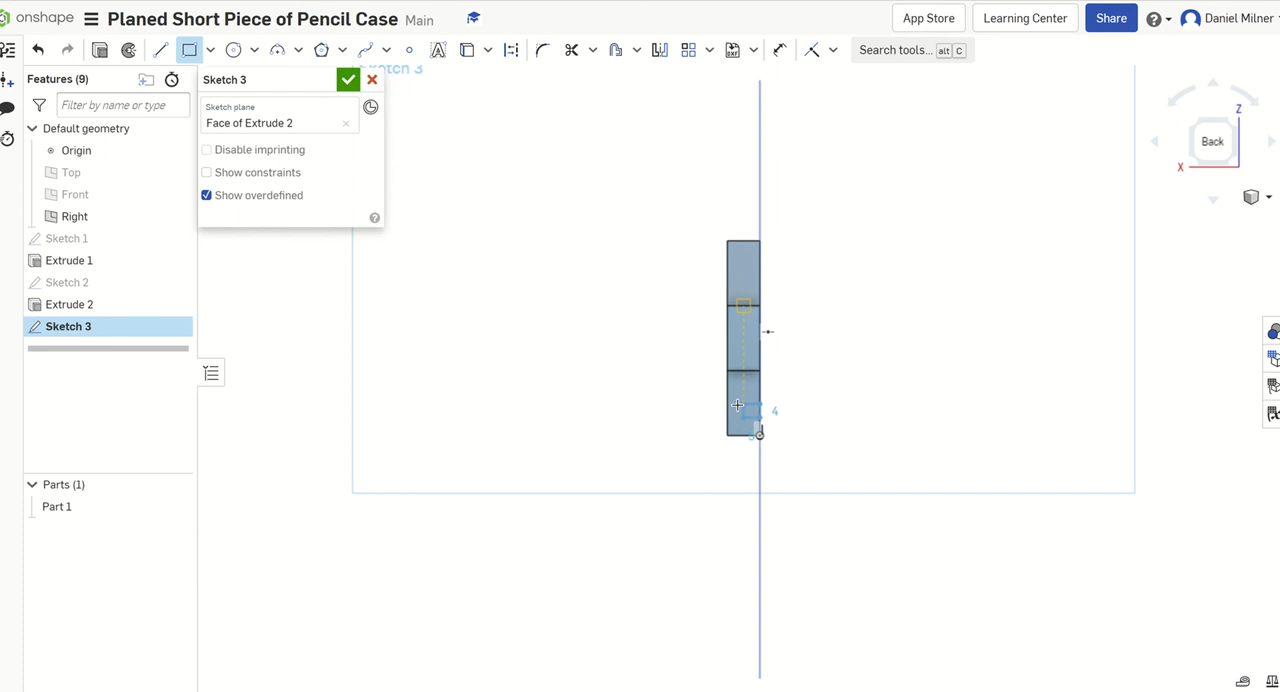 onshape Planed Short Piece of Pencil Case Main App Store Learning Center Share Daniel Milner
Search tools... alt C
Features (9)
Sketch 3
Sketch 3
Filter by name or type
Sketch plane
Face of Extrude 2
Default geometry
Origin
Disable imprinting
Top
Show constraints
Front
Show overdefined
Right
Sketch 1
Extrude 1
Sketch 2
Extrude 2
Sketch 3
Z
Back
X
4
Parts (1)
Part 1